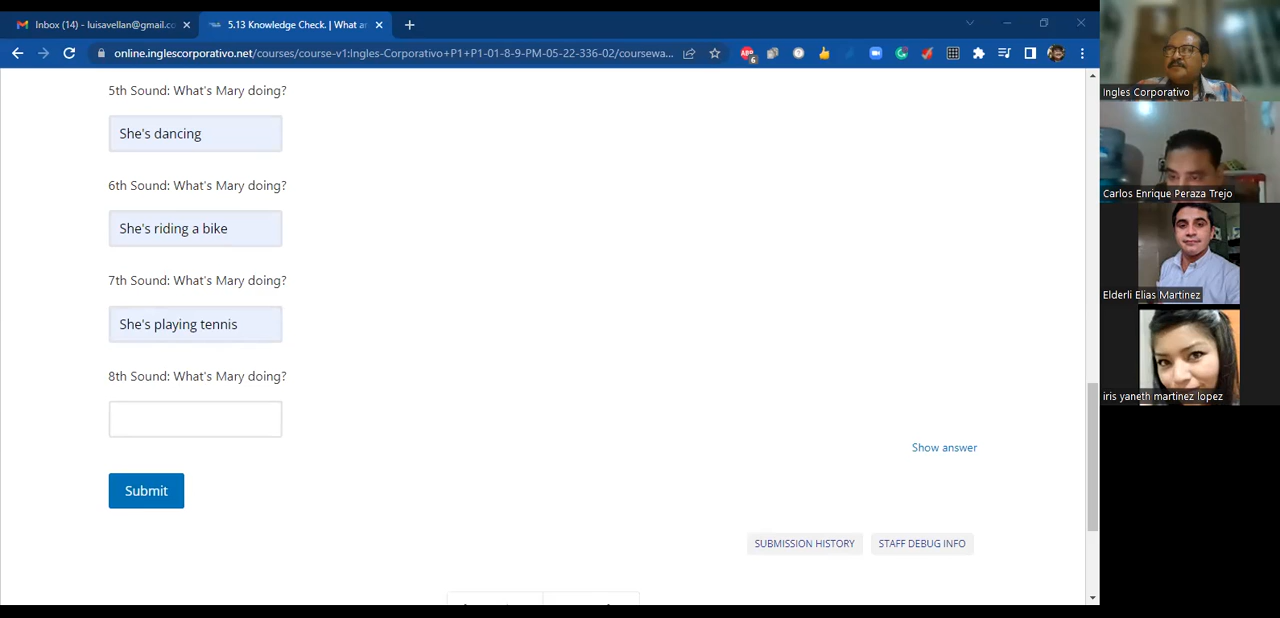 Inbox (14) - luisavellan@gmail.co
5.13 Knowledge Check. | What ar
online.inglescorporativo.net/courses/course-v1:Ingles-Corporativo+P1+P1-01-8-9-PM-05-22-336-02/coursewa...
ABP
6
5th Sound: What's Mary doing?
She's dancing
6th Sound: What's Mary doing?
She's riding a bike
7th Sound: What's Mary doing?
She's playing tennis
8th Sound: What's Mary doing?
Show answer
Submit
SUBMISSION HISTORY
STAFF DEBUG INFO
Ingles Corporativo
Carlos Enrique Peraza Trejo
Elderli Elias Martínez
iris yaneth martinez lopez